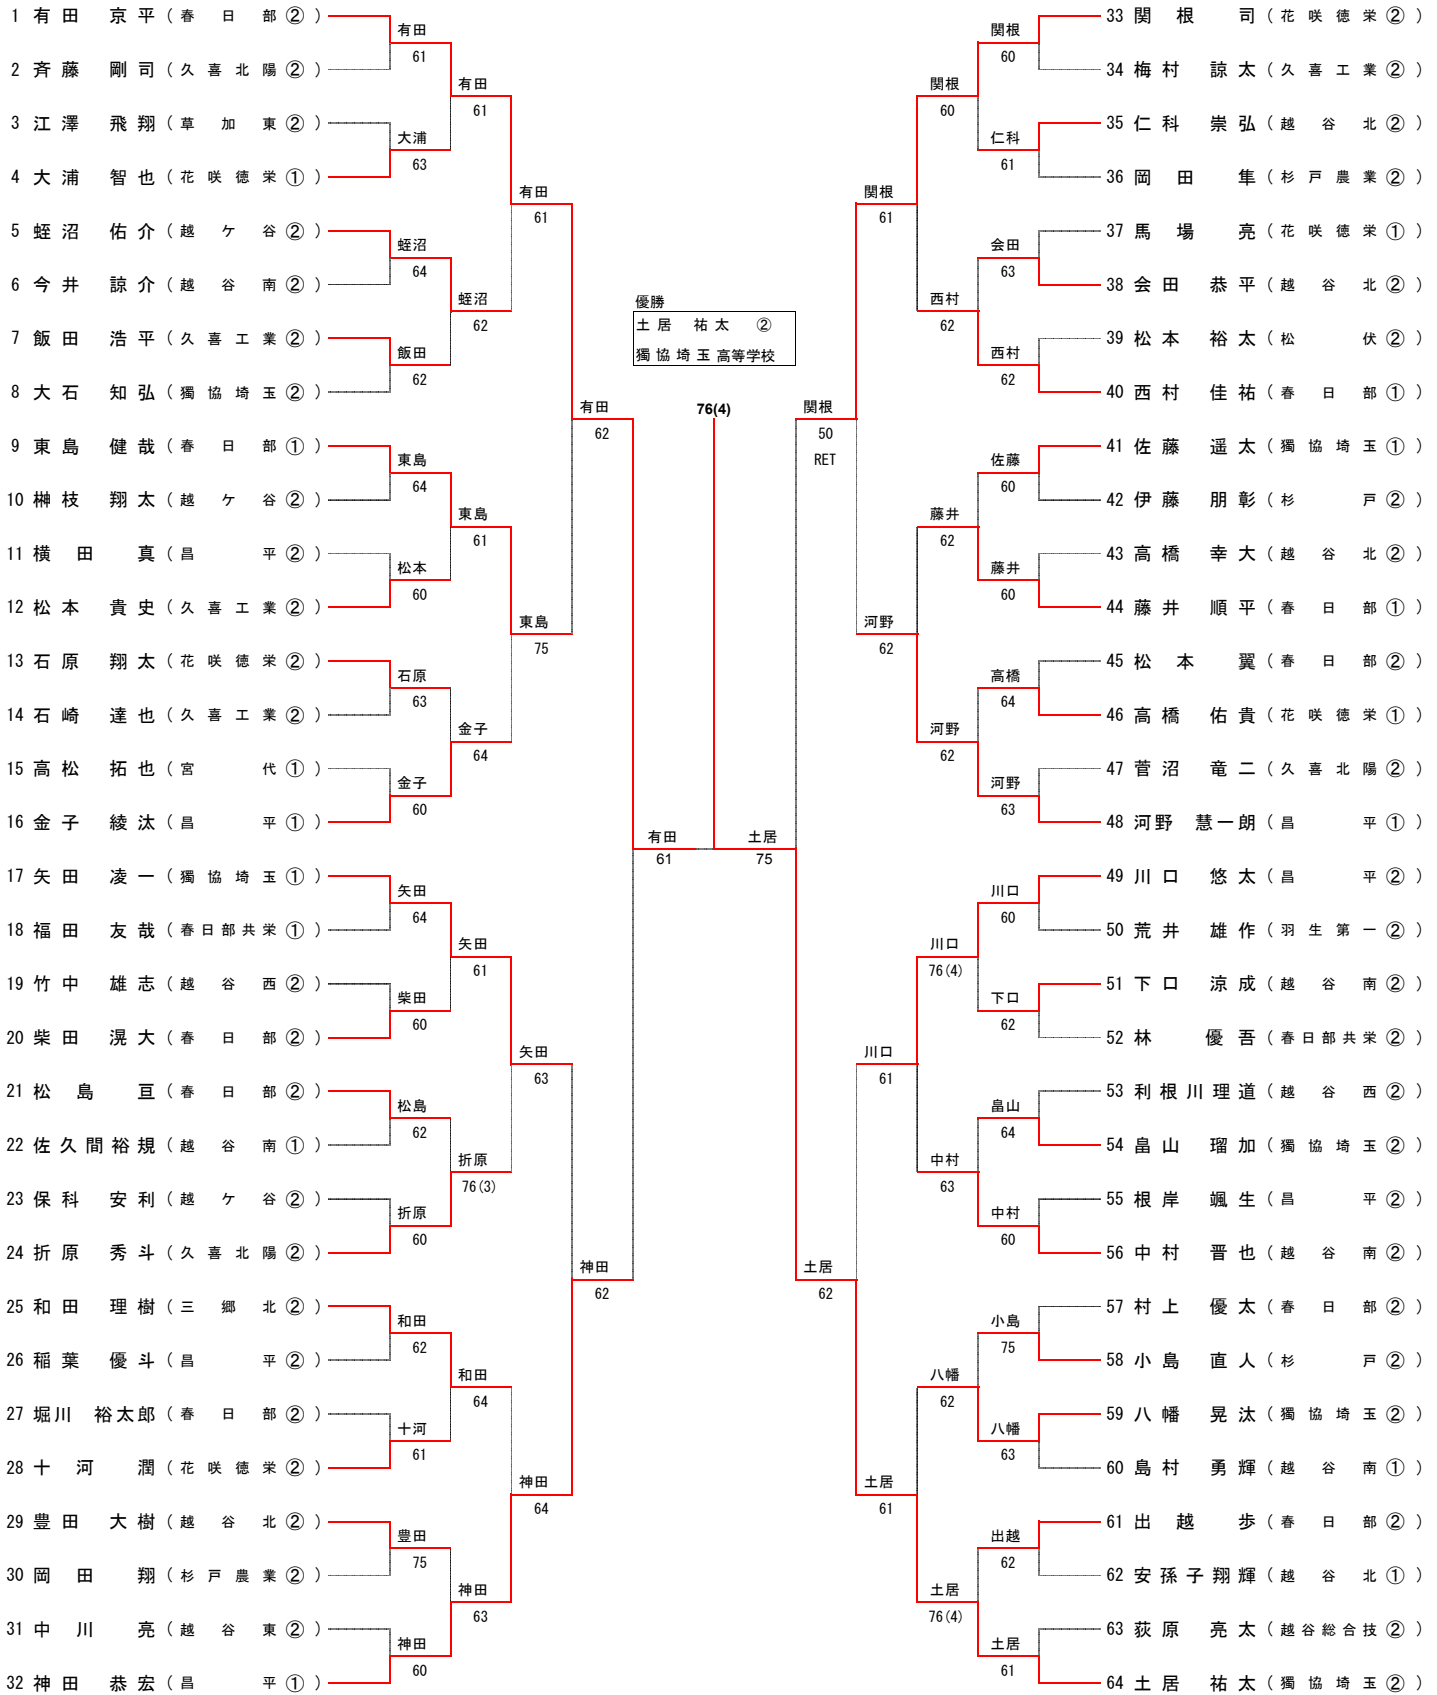 1 有田 京平 (春日部②)
2 斉藤 剛司 (久喜北陽②)
3 江澤 飛翔 (草加東②)
4 大浦 智也 (花咲徳栄①)
5 蛭沼 佑介 (越ケ谷②)
6 今井 諒介 (越谷南②)
7 飯田 浩平 (久喜工業②)
8 大石 知弘 (獨協埼玉②)
9 東島 健哉 (春日部①)
10 榊枝 翔太 (越ケ谷②)
11 横田 真 (昌平②)
12 松本 貴史 (久喜工業②)
13 石原 翔太 (花咲徳栄②)
14 石崎 達也 (久喜工業②)
15 高松 拓也 (宮代①)
16 金子 綾汰 (昌平①)
17 矢田 凌一 (獨協埼玉①)
18 福田 友哉 (春日部共栄①)
19 竹中 雄志 (越谷西②)
20 柴田 滉大 (春日部②)
21 松島 亘 (春日部②)
22 佐久間裕規 (越谷南①)
23 保科 安利 (越ケ谷②)
24 折原 秀斗 (久喜北陽②)
25 和田 理樹 (三郷北②)
26 稲葉 優斗 (昌平②)
27 堀川 裕太郎 (春日部②)
28 十河 潤 (花咲徳栄②)
29 豊田 大樹 (越谷北②)
30 岡田 翔 (杉戸農業②)
31 中川 亮 (越谷東②)
32 神田 恭宏 (昌平①)
有田
61
大浦
63
蛭沼
64
飯田
62
東島
64
松本
60
石原
63
金子
60
矢田
64
柴田
60
松島
62
折原
60
和田
62
十河
61
豊田
75
神田
60
有田
61
蛭沼
62
東島
61
金子
64
矢田
61
折原
76(3)
和田
64
神田
63
有田
61
東島
75
矢田
63
神田
64
有田
62
神田
62
有田
61
優勝
土居 祐太 ②
獨協埼玉高等学校
76(4)
土居
75
関根
50
RET
土居
62
関根
61
河野
62
川口
61
土居
61
関根
60
西村
62
藤井
62
河野
62
川口
76(4)
中村
63
八幡
62
土居
76(4)
関根
60
仁科
61
会田
63
西村
62
佐藤
60
藤井
60
高橋
64
河野
63
川口
60
下口
62
畠山
64
中村
60
小島
75
八幡
63
出越
62
土居
61
33 関根 司 (花咲徳栄②)
34 梅村 諒太 (久喜工業②)
35 仁科 崇弘 (越谷北②)
36 岡田 隼 (杉戸農業②)
37 馬場 亮 (花咲徳栄①)
38 会田 恭平 (越谷北②)
39 松本 裕太 (松伏②)
40 西村 佳祐 (春日部①)
41 佐藤 遥太 (獨協埼玉①)
42 伊藤 朋彰 (杉戸②)
43 高橋 幸大 (越谷北②)
44 藤井 順平 (春日部①)
45 松本 翼 (春日部②)
46 高橋 佑貴 (花咲徳栄①)
47 菅沼 竜二 (久喜北陽②)
48 河野 慧一朗 (昌平①)
49 川口 悠太 (昌平②)
50 荒井 雄作 (羽生第一②)
51 下口 涼成 (越谷南②)
52 林 優吾 (春日部共栄②)
53 利根川理道 (越谷西②)
54 畠山 瑠加 (獨協埼玉②)
55 根岸 颯生 (昌平②)
56 中村 晋也 (越谷南②)
57 村上 優太 (春日部②)
58 小島 直人 (杉戸②)
59 八幡 晃汰 (獨協埼玉②)
60 島村 勇輝 (越谷南①)
61 出越 歩 (春日部②)
62 安孫子翔輝 (越谷北①)
63 荻原 亮太 (越谷総合技②)
64 土居 祐太 (獨協埼玉②)